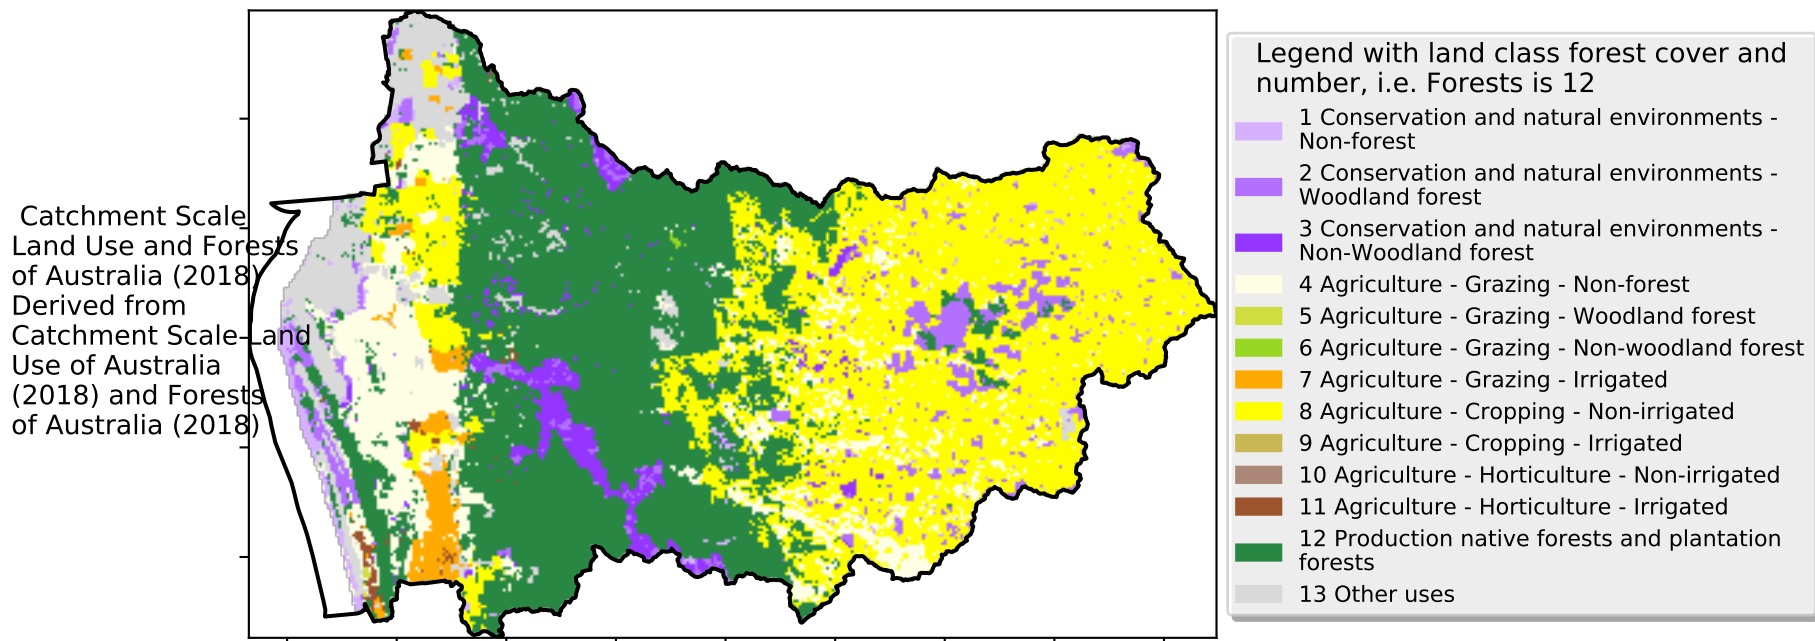 Catchment Scale
Land Use and Forests
of Australia (2018)
Derived from
Catchment Scale Land
Use of Australia
(2018) and Forests
of Australia (2018)
Legend with land class forest cover and
number, i.e. Forests is 12
1 Conservation and natural environments -
Non-forest
2 Conservation and natural environments -
Woodland forest
3 Conservation and natural environments -
Non-Woodland forest
4 Agriculture - Grazing - Non-forest
5 Agriculture - Grazing - Woodland forest
6 Agriculture - Grazing - Non-woodland forest
7 Agriculture - Grazing - Irrigated
8 Agriculture - Cropping - Non-irrigated
9 Agriculture - Cropping - Irrigated
10 Agriculture - Horticulture - Non-irrigated
11 Agriculture - Horticulture - Irrigated
12 Production native forests and plantation
forests
13 Other uses